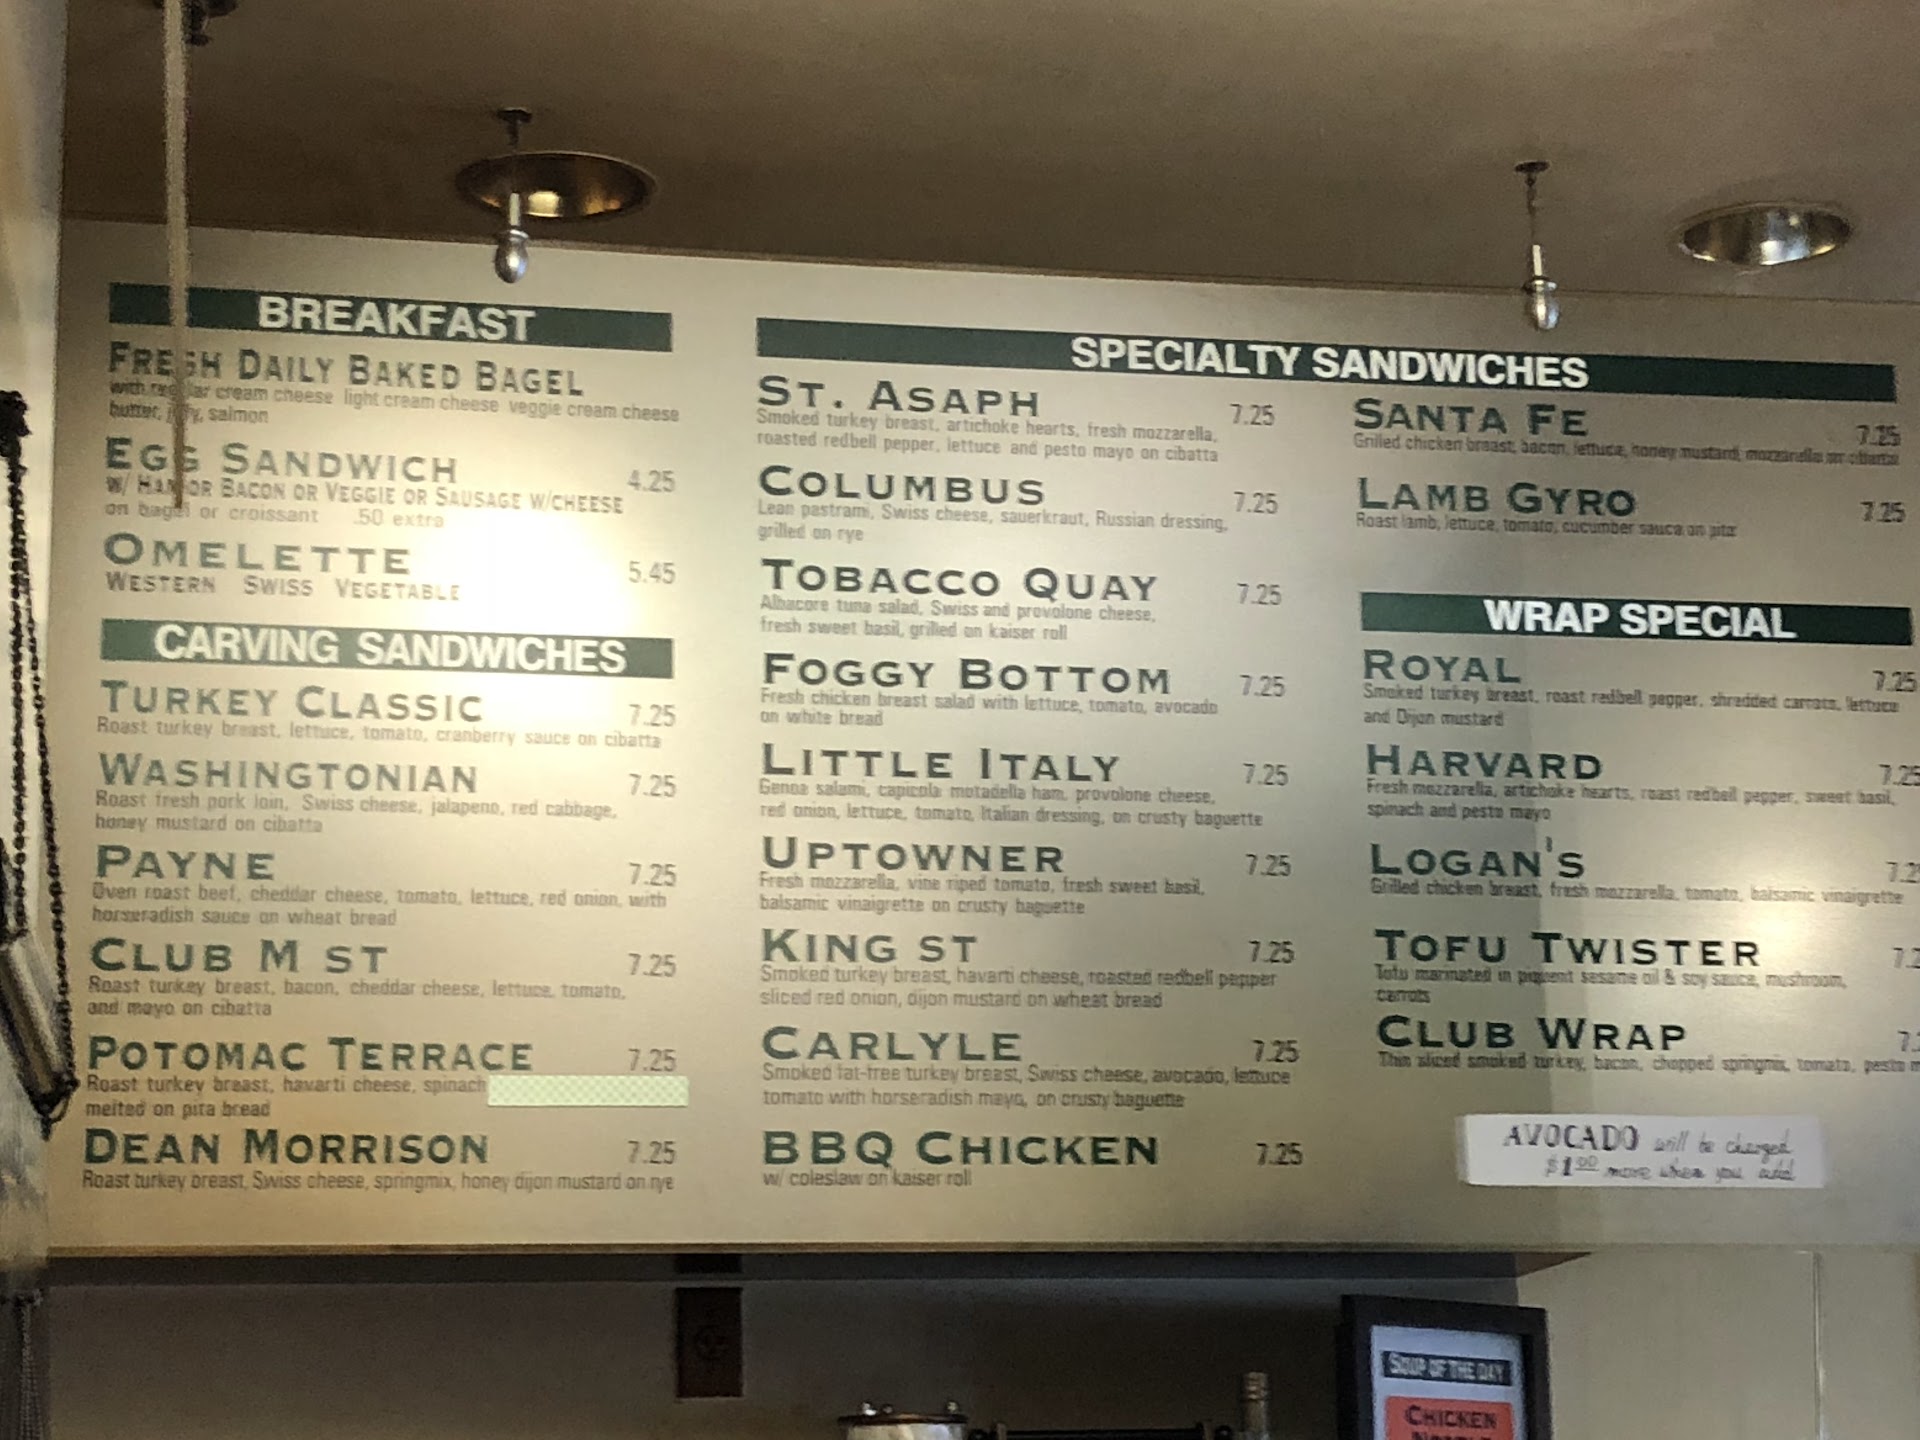 BREAKFAST
FRESH DAILY BAKED BAGEL
with regular cream cheese light cream cheese veggie cream cheese
butter, jelly, salmon
EGG SANDWICH 4.25
W/ HAM OR BACON OR VEGGIE OR SAUSAGE W/CHEESE
on bagel or croissant .50 extra
OMELETTE 5.45
WESTERN SWISS VEGETABLE
CARVING SANDWICHES
TURKEY CLASSIC 7.25
Roast turkey breast, lettuce, tomato, cranberry sauce on cibatta
WASHINGTONIAN 7.25
Roast fresh pork loin, Swiss cheese, jalapeno, red cabbage,
honey mustard on cibatta
PAYNE 7.25
Oven roast beef, cheddar cheese, tomato, lettuce, red onion, with
horseradish sauce on wheat bread
CLUB M ST 7.25
Roast turkey breast, bacon, cheddar cheese, lettuce, tomato,
and mayo on cibatta
POTOMAC TERRACE 7.25
Roast turkey breast, havarti cheese, spinach
melted on pita bread
DEAN MORRISON 7.25
Roast turkey breast, Swiss cheese, springmix, honey dijon mustard on rye
SPECIALTY SANDWICHES
ST. ASAPH 7.25
Smoked turkey breast, artichoke hearts, fresh mozzarella,
roasted redbell pepper, lettuce and pesto mayo on cibatta
COLUMBUS 7.25
Lean pastrami, Swiss cheese, sauerkraut, Russian dressing,
grilled on rye
TOBACCO QUAY 7.25
Albacore tuna salad, Swiss and provolone cheese,
fresh sweet basil, grilled on kaiser roll
FOGGY BOTTOM 7.25
Fresh chicken breast salad with lettuce, tomato, avocado
on white bread
LITTLE ITALY 7.25
Genoa salami, capicola motadella ham, provolone cheese,
red onion, lettuce, tomato, Italian dressing, on crusty baguette
UPTOWNER 7.25
Fresh mozzarella, vine riped tomato, fresh sweet basil,
balsamic vinaigrette on crusty baguette
KING ST 7.25
Smoked turkey breast, havarti cheese, roasted redbell pepper
sliced red onion, dijon mustard on wheat bread
CARLYLE 7.25
Smoked fat-free turkey breast, Swiss cheese, avocado, lettuce
tomato with horseradish mayo, on crusty baguette
BBQ CHICKEN 7.25
w/ coleslaw on kaiser roll
SANTA FE 7.25
Grilled chicken breast, bacon, lettuce, honey mustard, mozzarella on cibatta
LAMB GYRO 7.25
Roast lamb, lettuce, tomato, cucumber sauce on pita
WRAP SPECIAL
ROYAL 7.25
Smoked turkey breast, roast redbell pepper, shredded carrots, lettuce
and Dijon mustard
HARVARD 7.25
Fresh mozzarella, artichoke hearts, roast redbell pepper, sweet basil,
spinach and pesto mayo
LOGAN'S 7.2
Grilled chicken breast, fresh mozzarella, tomato, balsamic vinaigrette
TOFU TWISTER 7.2
Tofu marinated in piquent sesame oil & soy sauce, mushroom,
carrots
CLUB WRAP 7.
Thin sliced smoked turkey, bacon, chopped springmix, tomato, pesto m
AVOCADO will be charged
$1.00 more when you add
SOUP OF THE DAY
CHICKEN